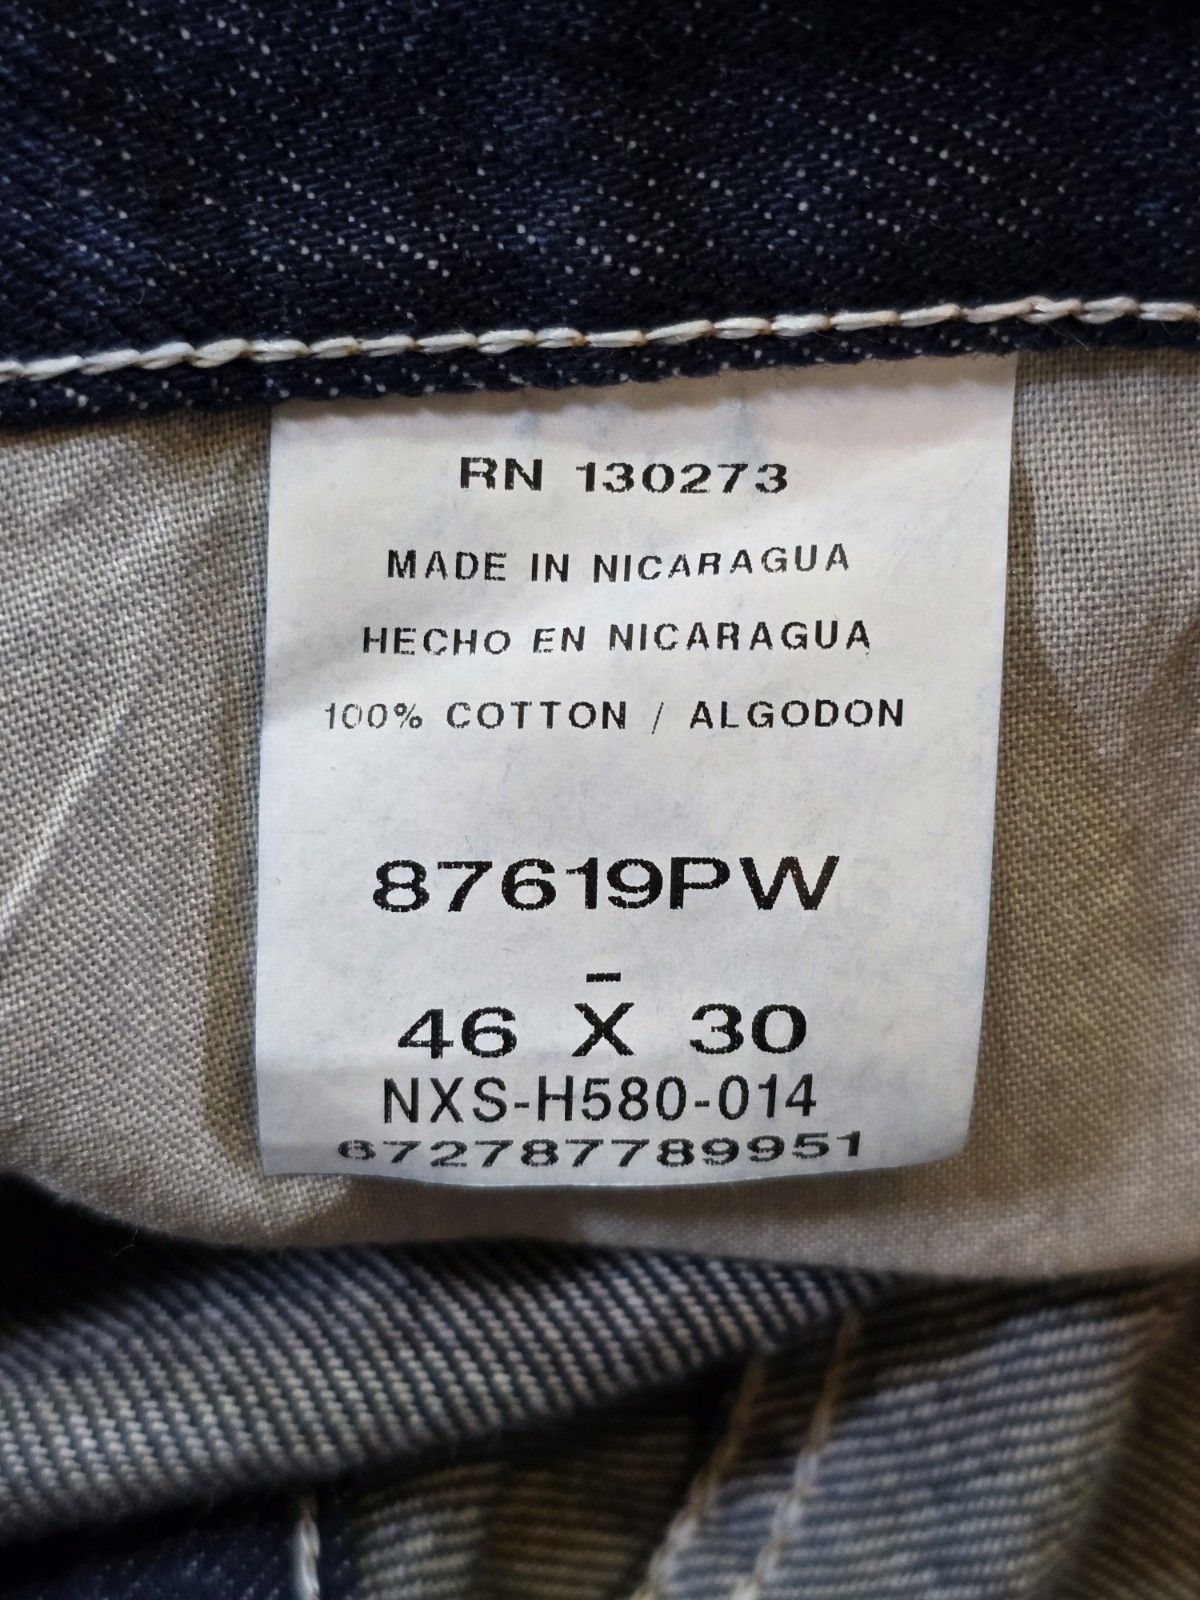 RN 130273
MADE IN NICARAGUA
HECHO EN NICARAGUA
100% COTTON / ALGODON
87619PW
-
46 X 30
NXS-H580-014
672787789951